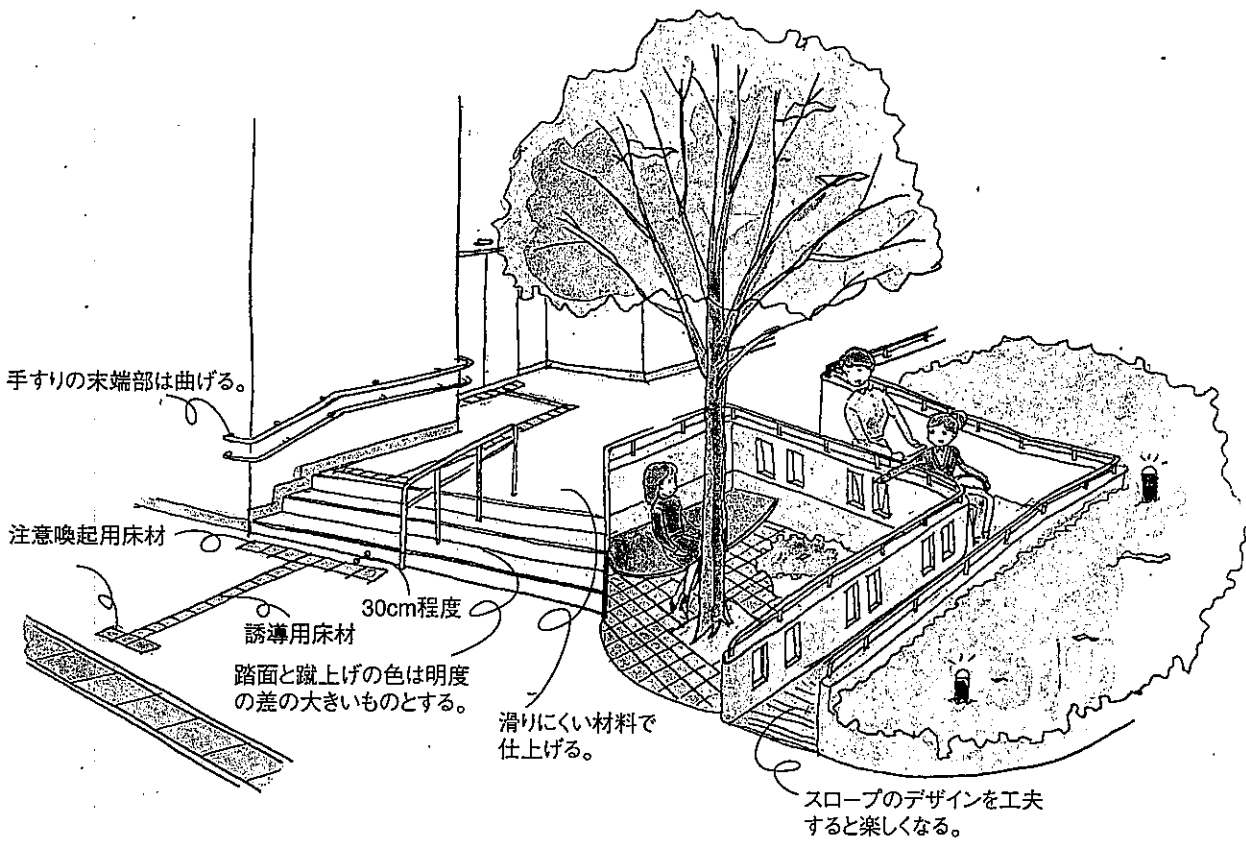 手すりの末端部は曲げる。
注意喚起用床材
30cm程度
誘導用床材
踏面と蹴上げの色は明度
の差の大きいものとする。
滑りにくい材料で
仕上げる。
スロープのデザインを工夫
すると楽しくなる。